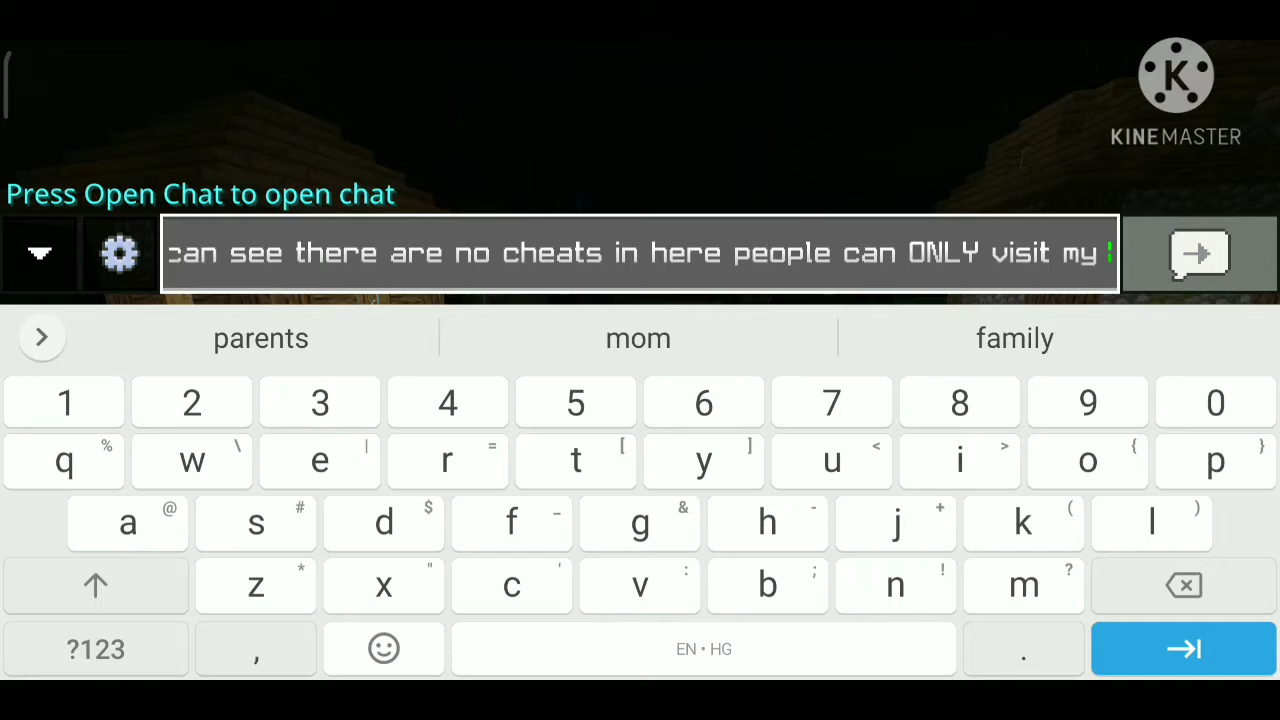 K
KINEMASTER
Press Open Chat to open chat
can see there are no cheats in here people can ONLY visit my
parents mom family
1 2 3 4 5 6 7 8 9 0
q % w \ e | r = t [ y ] u < i > o { p }
a @ s # d $ f _ g & h - j + k ( l )
z * x " c ' v : b ; n ! m ?
?123 , EN • HG .